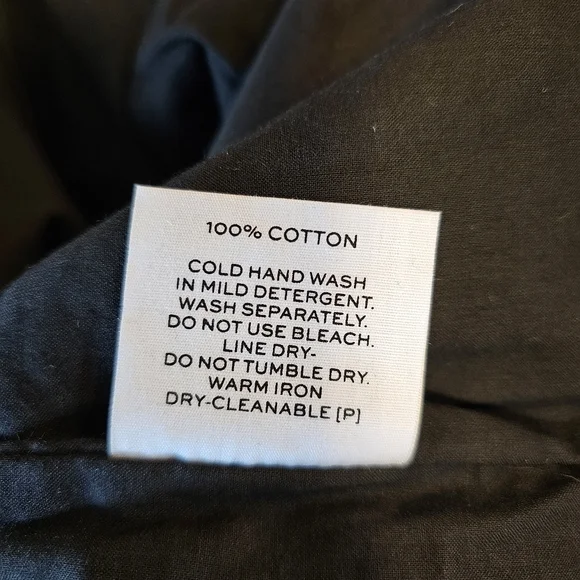 100% COTTON
COLD HAND WASH
IN MILD DETERGENT.
WASH SEPARATELY.
DO NOT USE BLEACH.
LINE DRY-
DO NOT TUMBLE DRY.
WARM IRON
DRY-CLEANABLE [P]